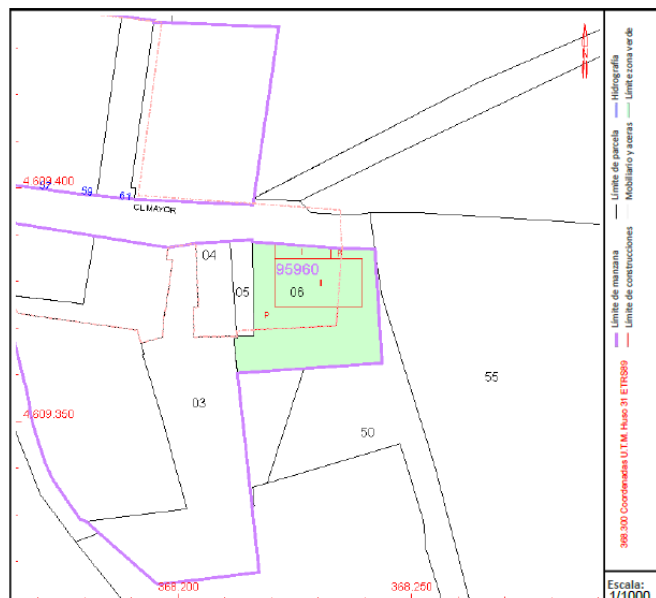 4.609.400
57
59
61
CL MAYOR
04
95960
I
A
II
05
06
P
55
4.609.350
03
50
368.200
368.250
368.300 Coordenadas U.T.M. Huso 31 ETRS89
Límite de manzana
Límite de construcciones
Límite de parcela
Mobiliario y aceras
Hidrografía
Límite zona verde
Escala:
1/1000